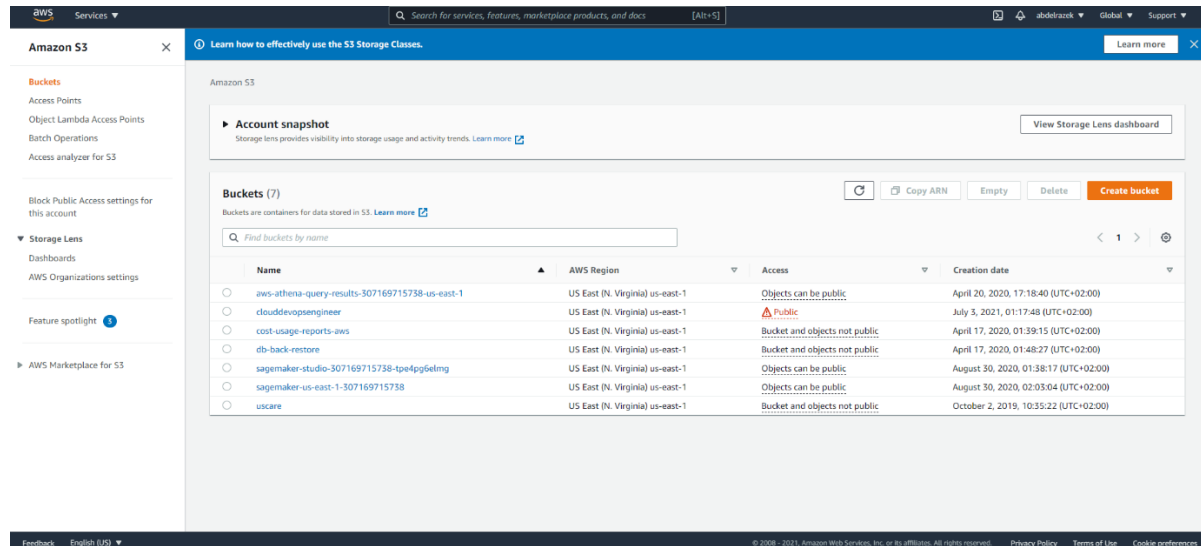 aws Services ▼ Search for services, features, marketplace products, and docs [Alt+S] abdelrazek ▼ Global ▼ Support ▼
Amazon S3
Learn how to effectively use the S3 Storage Classes. Learn more
Buckets
Access Points
Object Lambda Access Points
Batch Operations
Access analyzer for S3
Block Public Access settings for
this account
▼ Storage Lens
Dashboards
AWS Organizations settings
Feature spotlight 3
▶ AWS Marketplace for S3
Amazon S3
▶ Account snapshot
Storage lens provides visibility into storage usage and activity trends. Learn more
View Storage Lens dashboard
Buckets (7)
Buckets are containers for data stored in S3. Learn more
Copy ARN Empty Delete Create bucket
Find buckets by name
< 1 >
Name AWS Region Access Creation date
aws-athena-query-results-307169715738-us-east-1 US East (N. Virginia) us-east-1 Objects can be public April 20, 2020, 17:18:40 (UTC+02:00)
clouddevopsengineer US East (N. Virginia) us-east-1 Public July 3, 2021, 01:17:48 (UTC+02:00)
cost-usage-reports-aws US East (N. Virginia) us-east-1 Bucket and objects not public April 17, 2020, 01:39:15 (UTC+02:00)
db-back-restore US East (N. Virginia) us-east-1 Bucket and objects not public April 17, 2020, 01:48:27 (UTC+02:00)
sagemaker-studio-307169715738-tpe4pg6elmg US East (N. Virginia) us-east-1 Objects can be public August 30, 2020, 01:38:17 (UTC+02:00)
sagemaker-us-east-1-307169715738 US East (N. Virginia) us-east-1 Objects can be public August 30, 2020, 02:03:04 (UTC+02:00)
uscare US East (N. Virginia) us-east-1 Bucket and objects not public October 2, 2019, 10:35:22 (UTC+02:00)
Feedback English (US) ▼ © 2008 - 2021, Amazon Web Services, Inc. or its affiliates. All rights reserved. Privacy Policy Terms of Use Cookie preferences